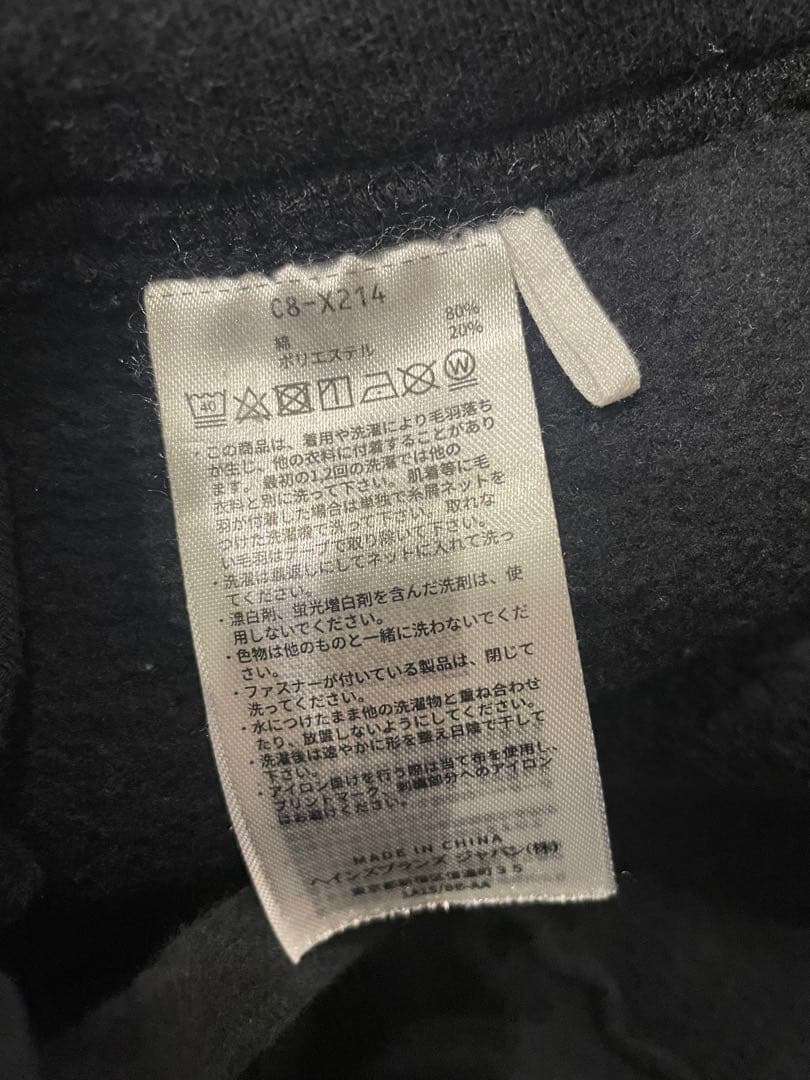 C8-X214
綿 80%
ポリエステル 20%
40
W
・この商品は、着用や洗濯により毛羽落ち
が生じ、他の衣料に付着することがあり
ます。最初の1,2回の洗濯では他の
衣料と別に洗って下さい。肌着等に毛
羽が付着した場合は単独で糸屑ネットを
つけた洗濯機で洗って下さい。取れな
い毛羽はテープで取り除いて下さい。
・洗濯は裏返しにしてネットに入れて洗っ
てください。
・漂白剤、蛍光増白剤を含んだ洗剤は、使
用しないでください。
・色物は他のものと一緒に洗わないでくだ
さい。
・ファスナーが付いている製品は、閉じて
洗ってください。
・水につけたまま他の洗濯物と重ね合わせ
たり、放置しないようにしてください。
・洗濯後は速やかに形を整え日陰で干して
下さい。
・アイロン掛けを行う際は当て布を使用し、
プリントマーク、刺繍部分へのアイロン
はお避けください。
MADE IN CHINA
ヘインズブランズ ジャパン(株)
東京都新宿区信濃町35